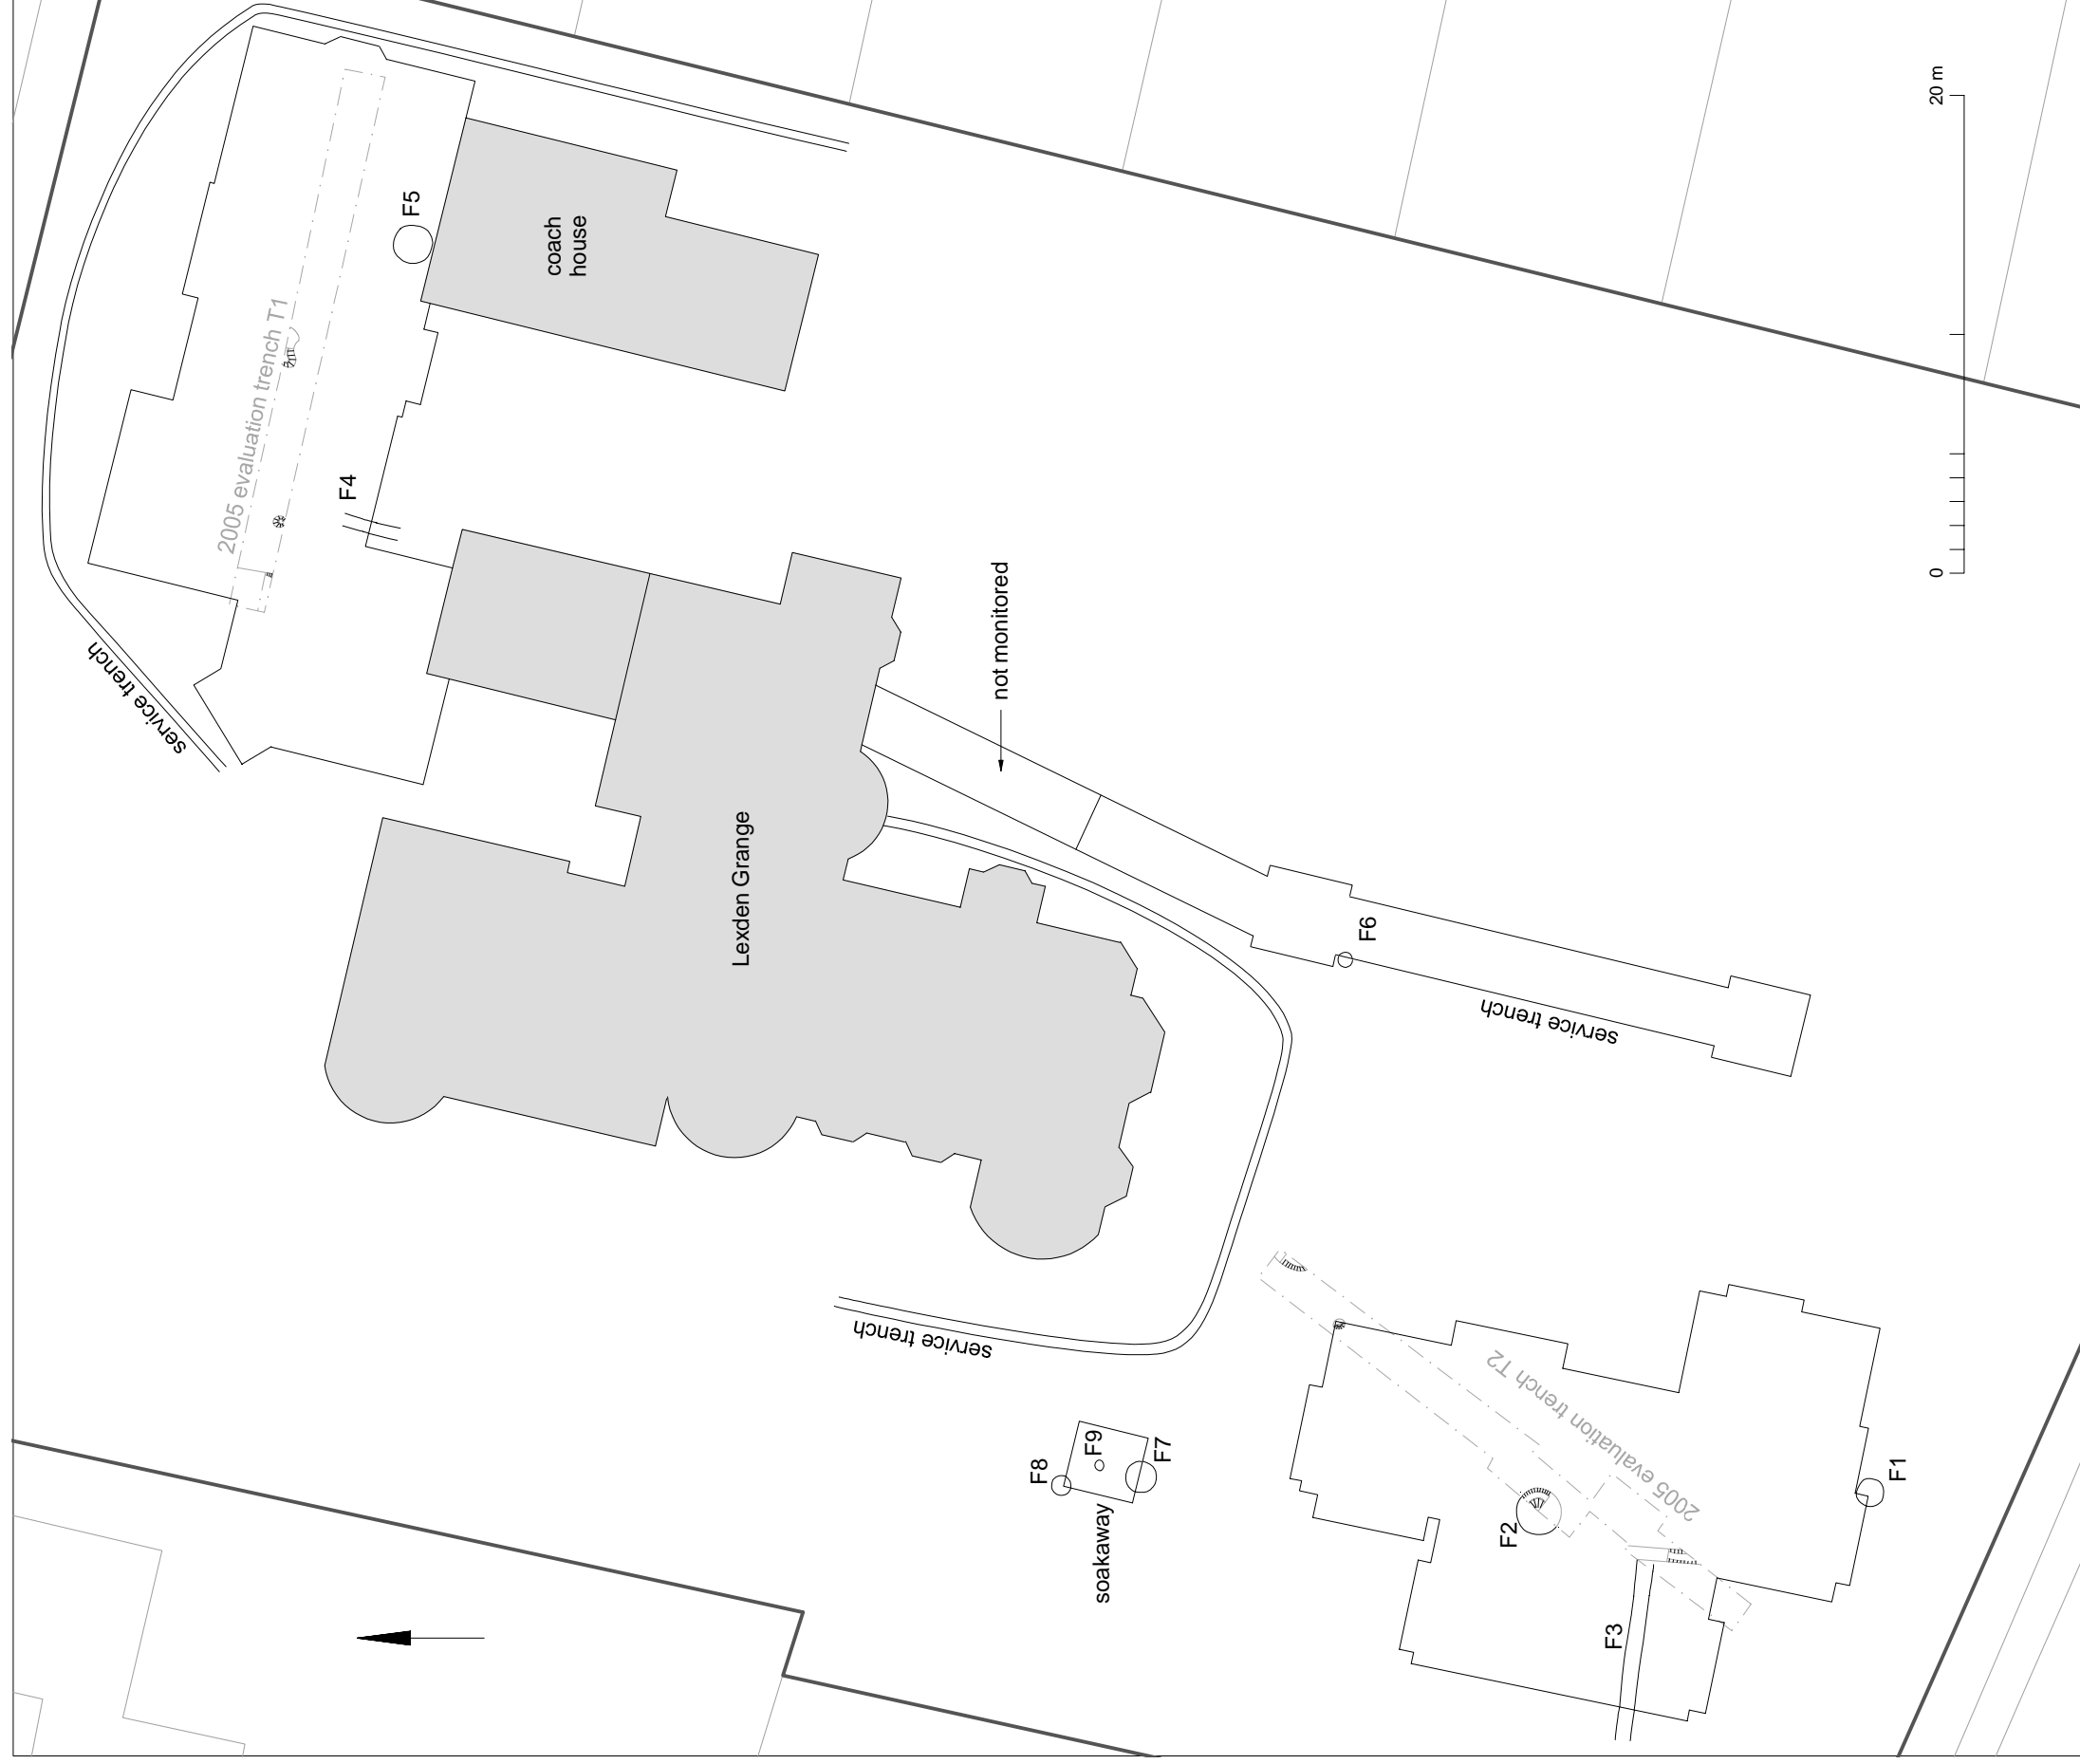 2005 evaluation trench T1
F5
coach
house
F4
service trench
Lexden Grange
not monitored
F6
service trench
service trench
F8
F9
F7
soakaway
2005 evaluation trench T2
F2
F1
F3
0
20 m